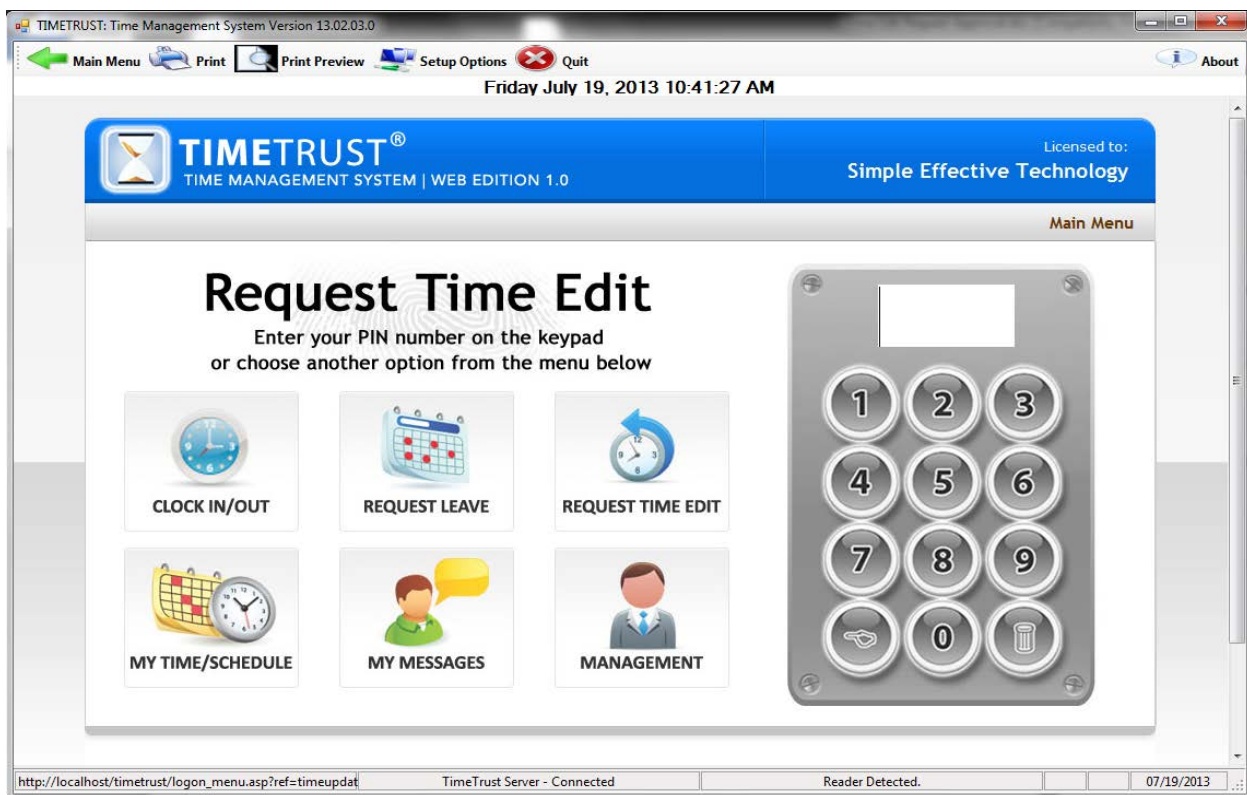 TIMETRUST: Time Management System Version 13.02.03.0
Main Menu Print Print Preview Setup Options Quit About
Friday July 19, 2013 10:41:27 AM
TIMETRUST®
TIME MANAGEMENT SYSTEM | WEB EDITION 1.0
Licensed to:
Simple Effective Technology
Main Menu
Request Time Edit
Enter your PIN number on the keypad
or choose another option from the menu below
CLOCK IN/OUT REQUEST LEAVE REQUEST TIME EDIT
MY TIME/SCHEDULE MY MESSAGES MANAGEMENT
1 2 3
4 5 6
7 8 9
0
http://localhost/timetrust/logon_menu.asp?ref=timeupdat TimeTrust Server - Connected Reader Detected. 07/19/2013